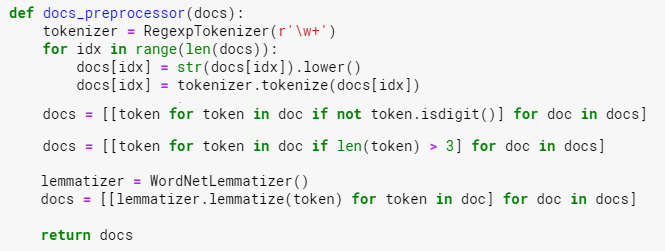 def docs_preprocessor(docs):
    tokenizer = RegexpTokenizer(r'\w+')
    for idx in range(len(docs)):
        docs[idx] = str(docs[idx]).lower()
        docs[idx] = tokenizer.tokenize(docs[idx])
    docs = [[token for token in doc if not token.isdigit()] for doc in docs]
    docs = [[token for token in doc if len(token) > 3] for doc in docs]
    lemmatizer = WordNetLemmatizer()
    docs = [[lemmatizer.lemmatize(token) for token in doc] for doc in docs]
    return docs